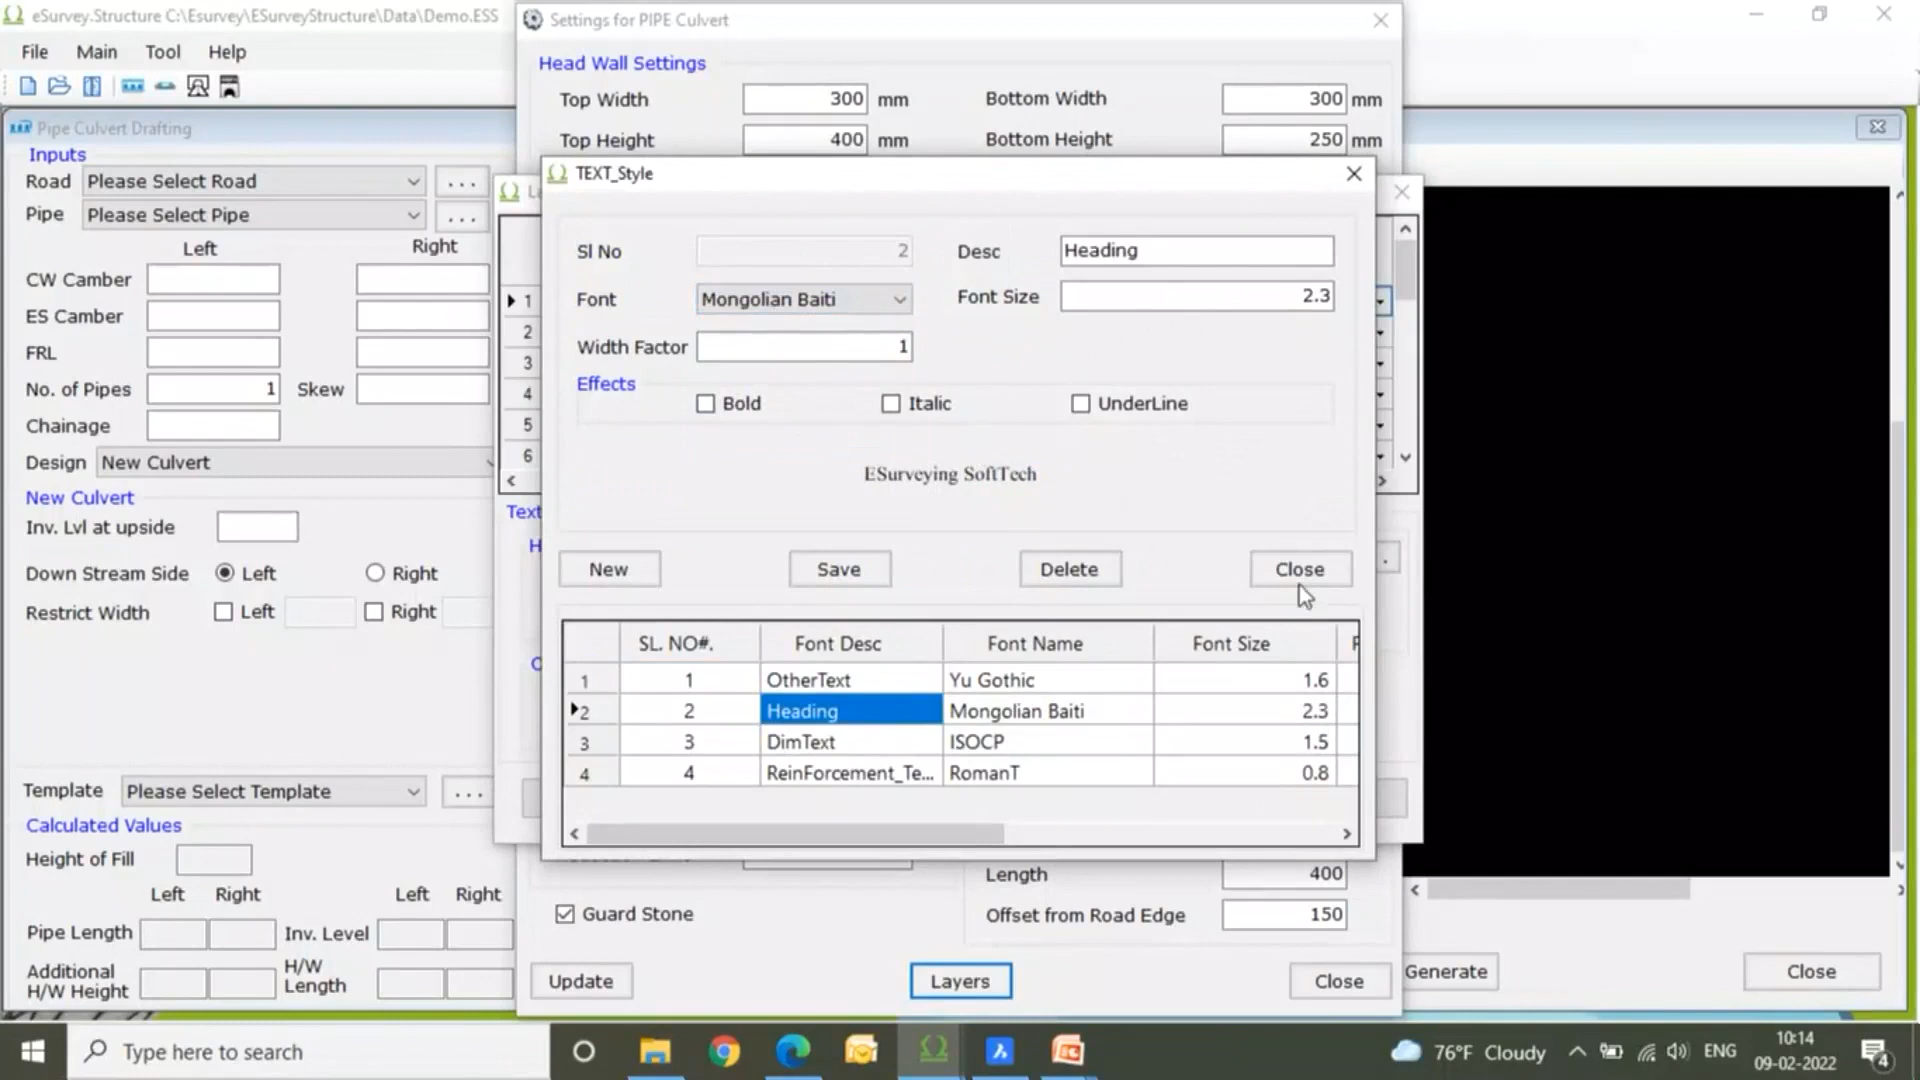 eSurvey.Structure C:\Esurvey\ESurveyStructure\Data\Demo.ESS
File Main Tool Help
Pipe Culvert Drafting
Inputs
Road Please Select Road ...
Pipe Please Select Pipe ...
Left Right
CW Camber
ES Camber
FRL
No. of Pipes 1 Skew
Chainage
Design New Culvert
New Culvert
Inv. Lvl at upside
Down Stream Side Left Right
Restrict Width Left Right
Template Please Select Template ...
Calculated Values
Height of Fill
Left Right Left Right
Pipe Length Inv. Level
Additional H/W Height H/W Length
Settings for PIPE Culvert
Head Wall Settings
Top Width 300 mm Bottom Width 300 mm
Top Height 400 mm Bottom Height 250 mm
1
2
3
4
5
6
Text
TEXT_Style
Sl No 2 Desc Heading
Font Mongolian Baiti Font Size 2.3
Width Factor 1
Effects
Bold Italic UnderLine
ESurveying SoftTech
New Save Delete Close
SL. NO#. Font Desc Font Name Font Size
1 1 OtherText Yu Gothic 1.6
2 2 Heading Mongolian Baiti 2.3
3 3 DimText ISOCP 1.5
4 4 ReinForcement_Te... RomanT 0.8
Length 400
Guard Stone Offset from Road Edge 150
Update Layers Close
Generate Close
Type here to search
76°F Cloudy ENG 10:14
09-02-2022
4